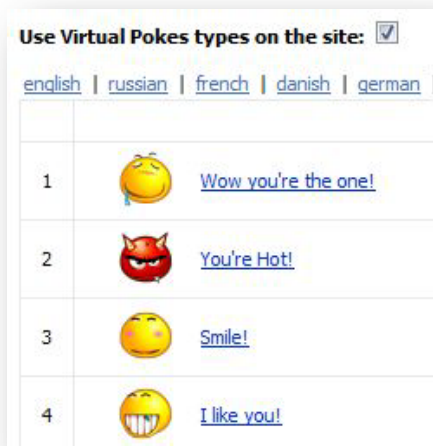 Use Virtual Pokes types on the site:
english | russian | french | danish | german |
1 Wow you're the one!
2 You're Hot!
3 Smile!
4 I like you!